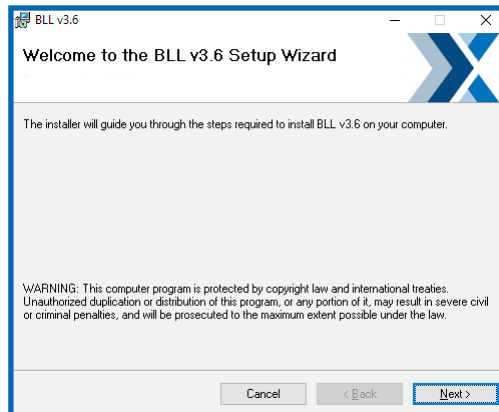 BLL v3.6
Welcome to the BLL v3.6 Setup Wizard
The installer will guide you through the steps required to install BLL v3.6 on your computer.
WARNING: This computer program is protected by copyright law and international treaties.
Unauthorized duplication or distribution of this program, or any portion of it, may result in severe civil
or criminal penalties, and will be prosecuted to the maximum extent possible under the law.
Cancel < Back Next >